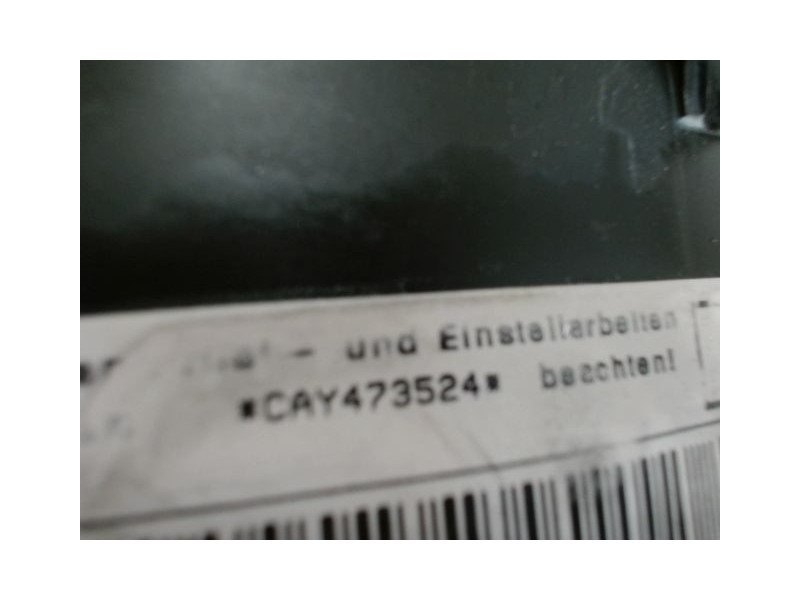 - und Einstellarbeiten
*CAY473524* beachten!